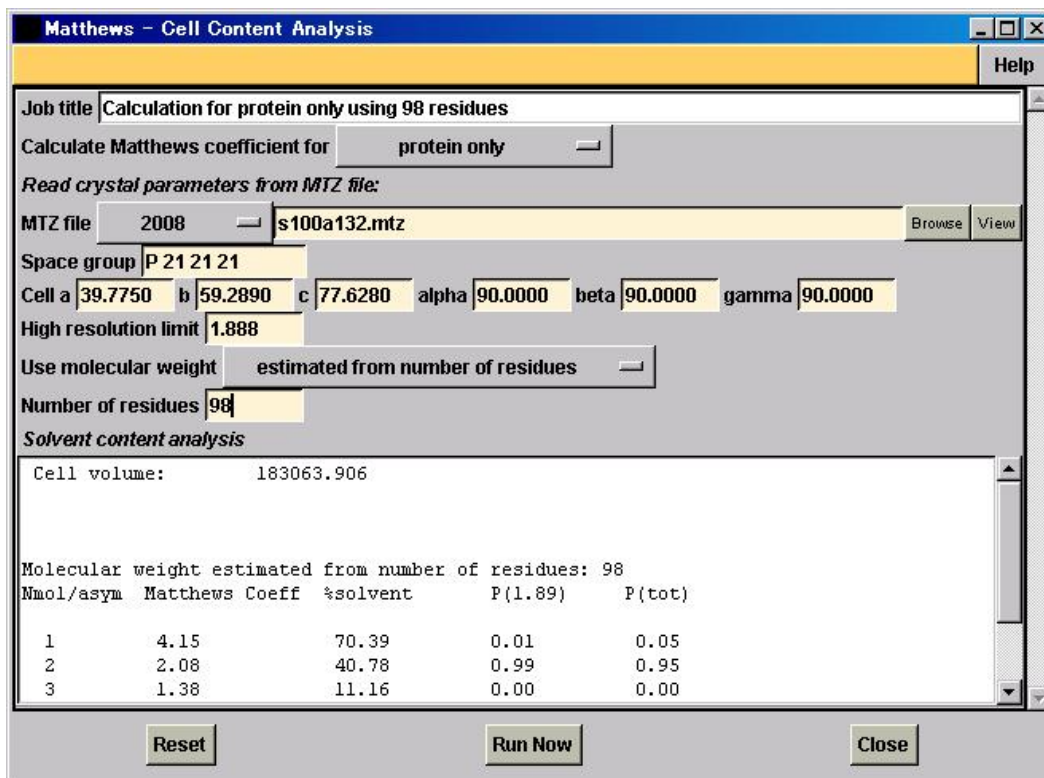 Matthews - Cell Content Analysis
Help
Job title Calculation for protein only using 98 residues
Calculate Matthews coefficient for protein only
Read crystal parameters from MTZ file:
MTZ file 2008 s100a132.mtz Browse View
Space group P 21 21 21
Cell a 39.7750 b 59.2890 c 77.6280 alpha 90.0000 beta 90.0000 gamma 90.0000
High resolution limit 1.888
Use molecular weight estimated from number of residues
Number of residues 98
Solvent content analysis
Cell volume: 183063.906
Molecular weight estimated from number of residues: 98
Nmol/asym Matthews Coeff %solvent P(1.89) P(tot)
1 4.15 70.39 0.01 0.05
2 2.08 40.78 0.99 0.95
3 1.38 11.16 0.00 0.00
Reset Run Now Close